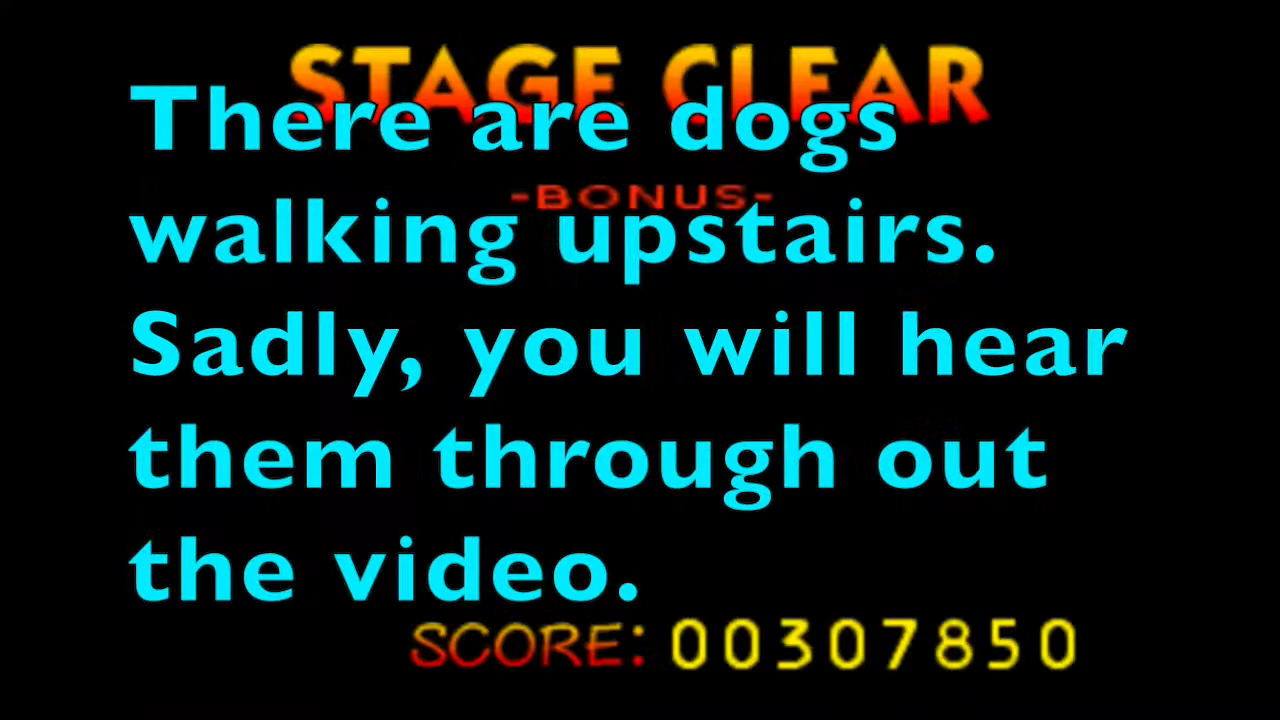 STAGE CLEAR
There are dogs
-BONUS-
walking upstairs.
Sadly, you will hear
them through out
the video.
SCORE: 00307850